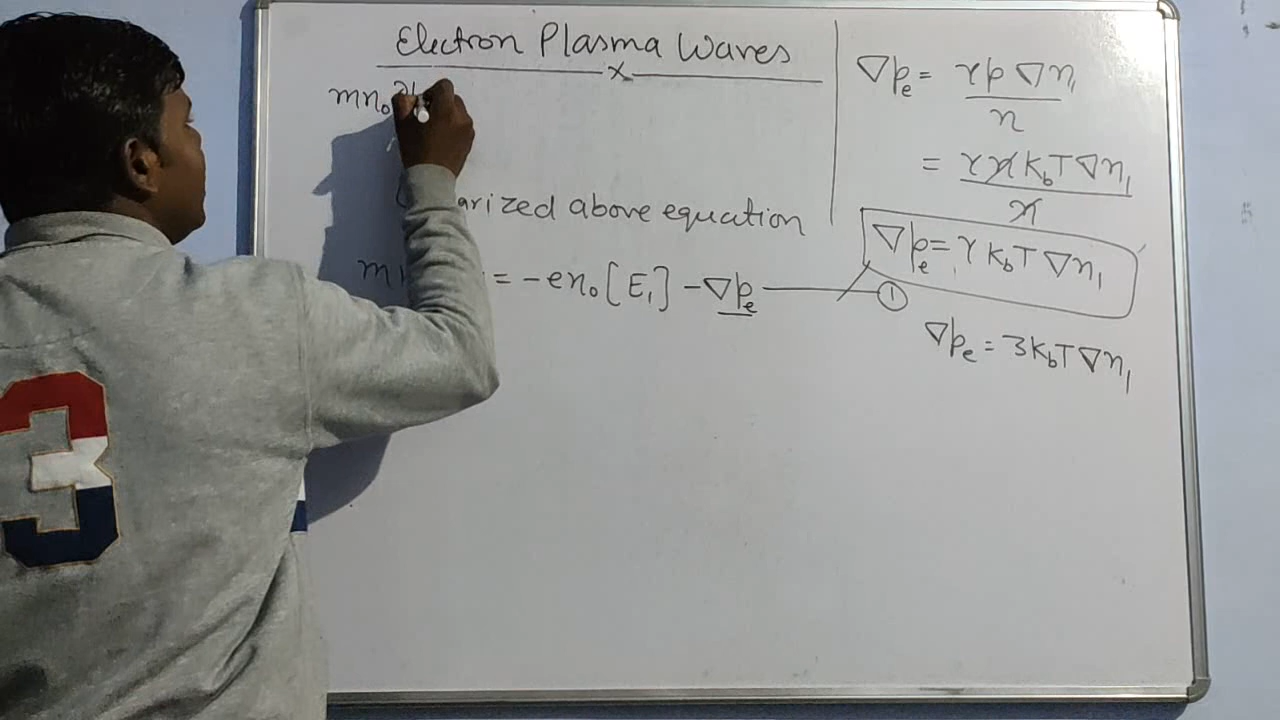 Electron Plasma Waves
x
mn₀ ∂
arized above equation
m = -en₀[E₁] - ∇pₑ ——— ①
∇pₑ = γp ∇n₁ / n
= γnk_bT∇n₁ / n
∇pₑ = γk_bT∇n₁
∇pₑ = 3k_bT∇n₁
3